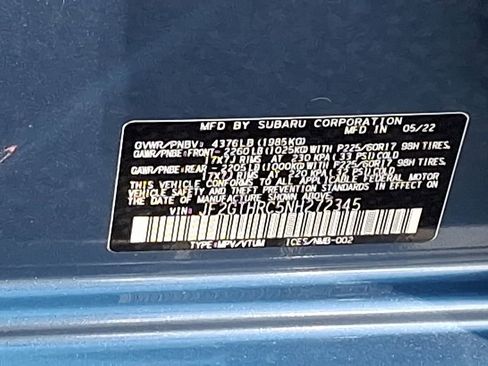 MFD BY SUBARU CORPORATION
MFD IN 05/22
GVWR/PNBV: 4376LB(1985KG)
GAWR/PNBE:FRONT- 2260LB(1025KG)WITH P225/60R17 98H TIRES
7X17 RIMS AT 230 KPA(33 PSI)COLD
GAWR/PNBE:REAR - 2205LB(1000KG)WITH P225/60R17 98H TIRES
RIMS AT 220 KPA(32 PSI)COLD
THIS VEHICLE CONFORMS TO ALL APPLICABLE FEDERAL MOTOR
VEHICLE SAFETY AND THEFT PREVENTION STANDARDS IN EFFECT ON
THE DATE OF MANUFACTURE SHOWN ABOVE
VIN:
TYPE:MPV/VTUM ICES/NMB-002